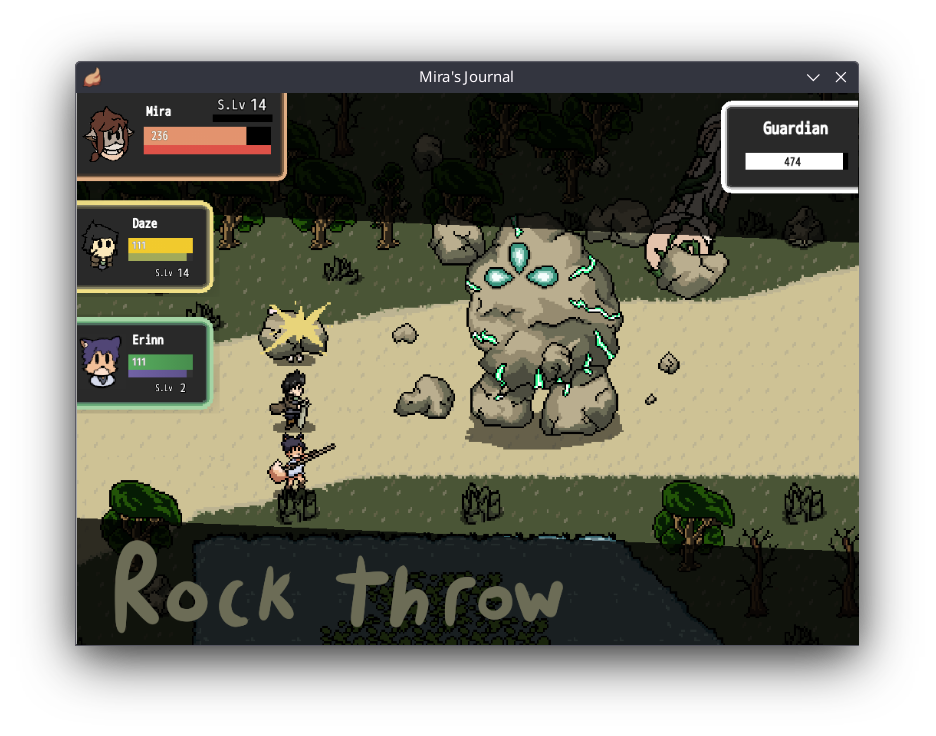 Mira's Journal
Mira
S.Lv 14
236
Guardian
474
Daze
111
S.Lv 14
Erinn
111
S.Lv 2
Rock Throw